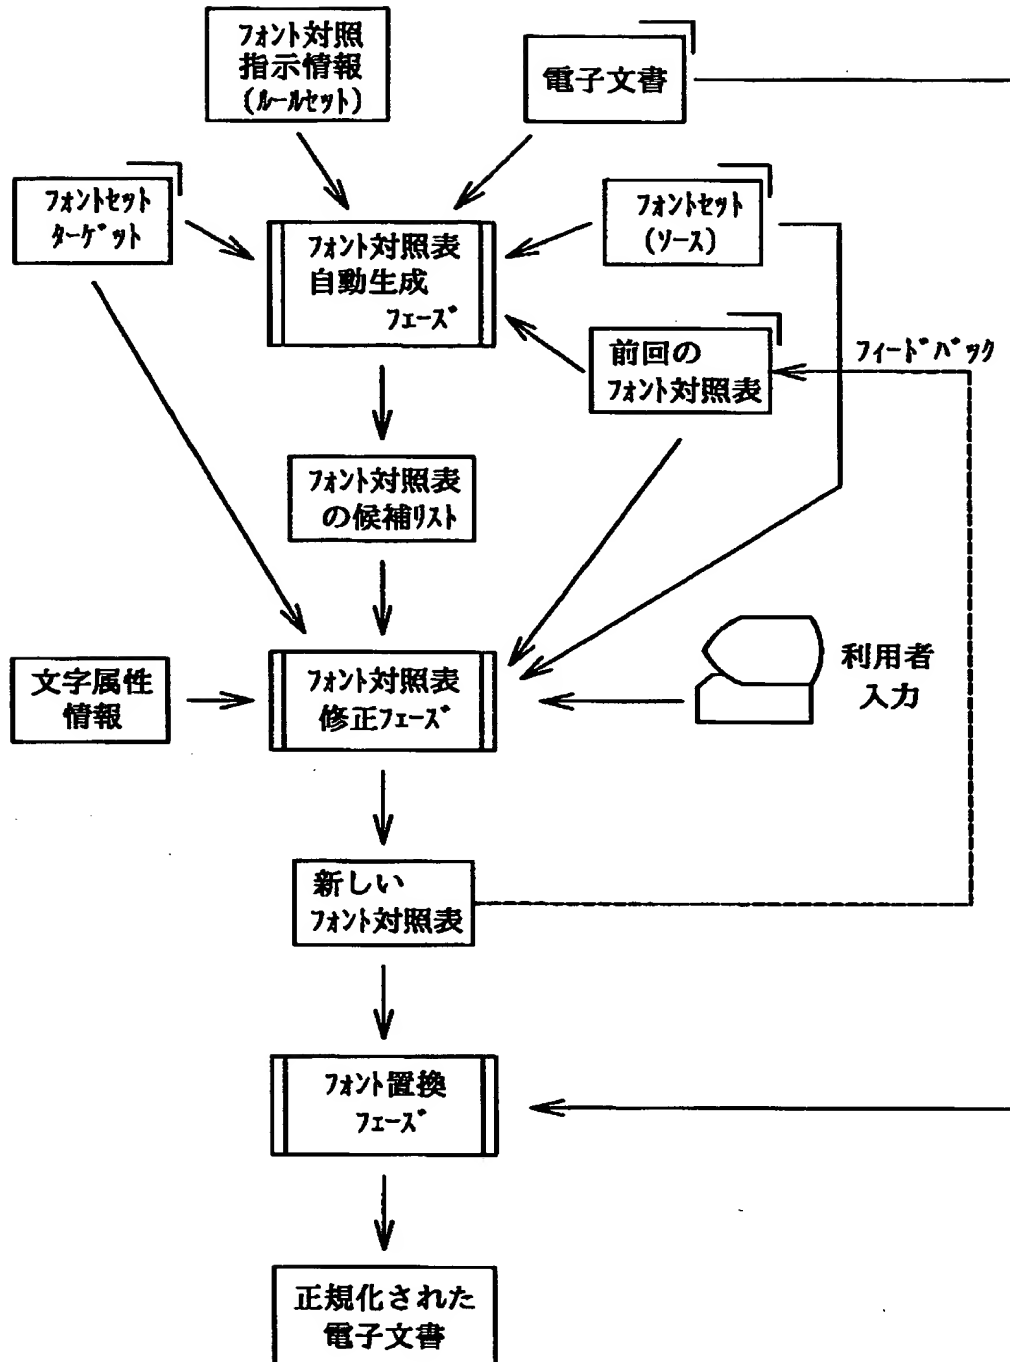 フォント対照
指示情報
(ルールセット)
電子文書
フォントセット
ターゲット
フォント対照表
自動生成
フェーズ
フォントセット
(ソース)
前回の
フォント対照表
フィードバック
フォント対照表
の候補リスト
文字属性
情報
フォント対照表
修正フェーズ
利用者
入力
新しい
フォント対照表
フォント置換
フェーズ
正規化された
電子文書